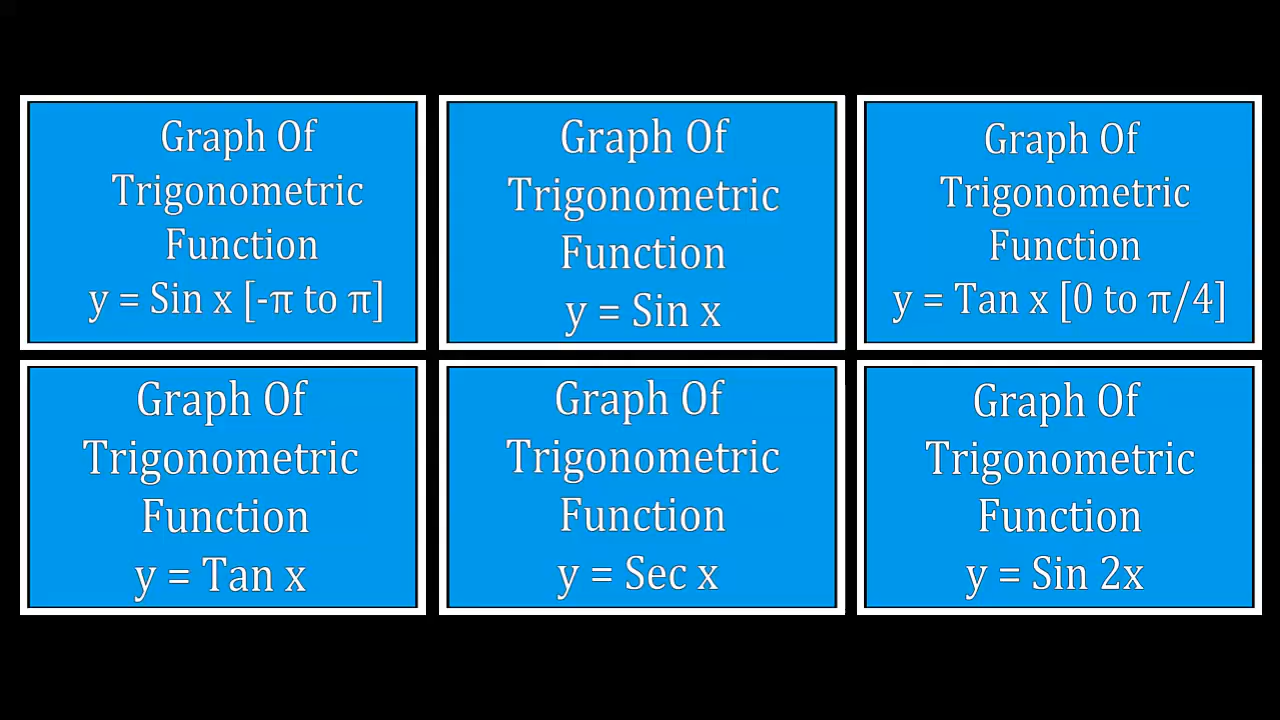 Graph Of
Trigonometric
Function
y = Sin x [-π to π]
Graph Of
Trigonometric
Function
y = Sin x
Graph Of
Trigonometric
Function
y = Tan x [0 to π/4]
Graph Of
Trigonometric
Function
y = Tan x
Graph Of
Trigonometric
Function
y = Sec x
Graph Of
Trigonometric
Function
y = Sin 2x